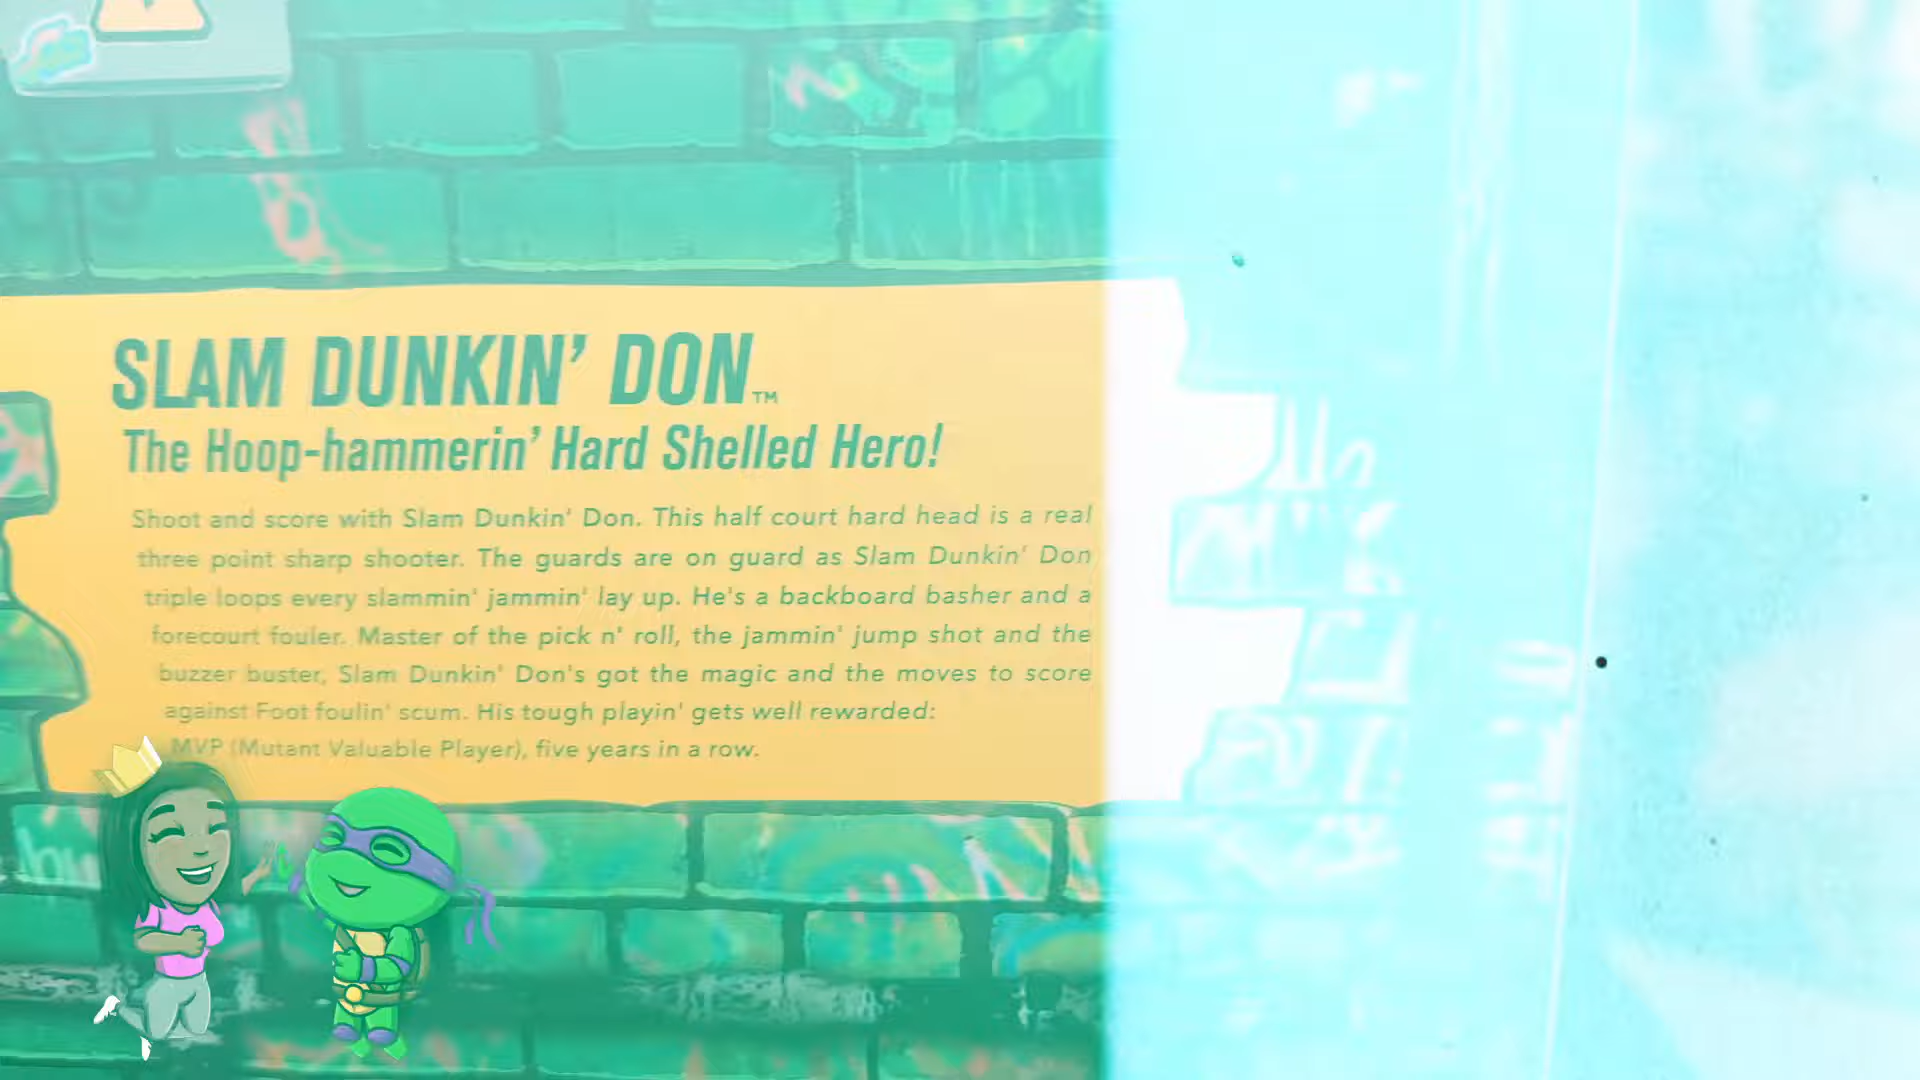 SLAM DUNKIN' DON™
The Hoop-hammerin' Hard Shelled Hero!
Shoot and score with Slam Dunkin' Don. This half court hard head is a real
three point sharp shooter. The guards are on guard as Slam Dunkin' Don
triple loops every slammin' jammin' lay up. He's a backboard basher and a
forecourt fouler. Master of the pick n' roll, the jammin' jump shot and the
buzzer buster, Slam Dunkin' Don's got the magic and the moves to score
against Foot foulin' scum. His tough playin' gets well rewarded:
MVP (Mutant Valuable Player), five years in a row.